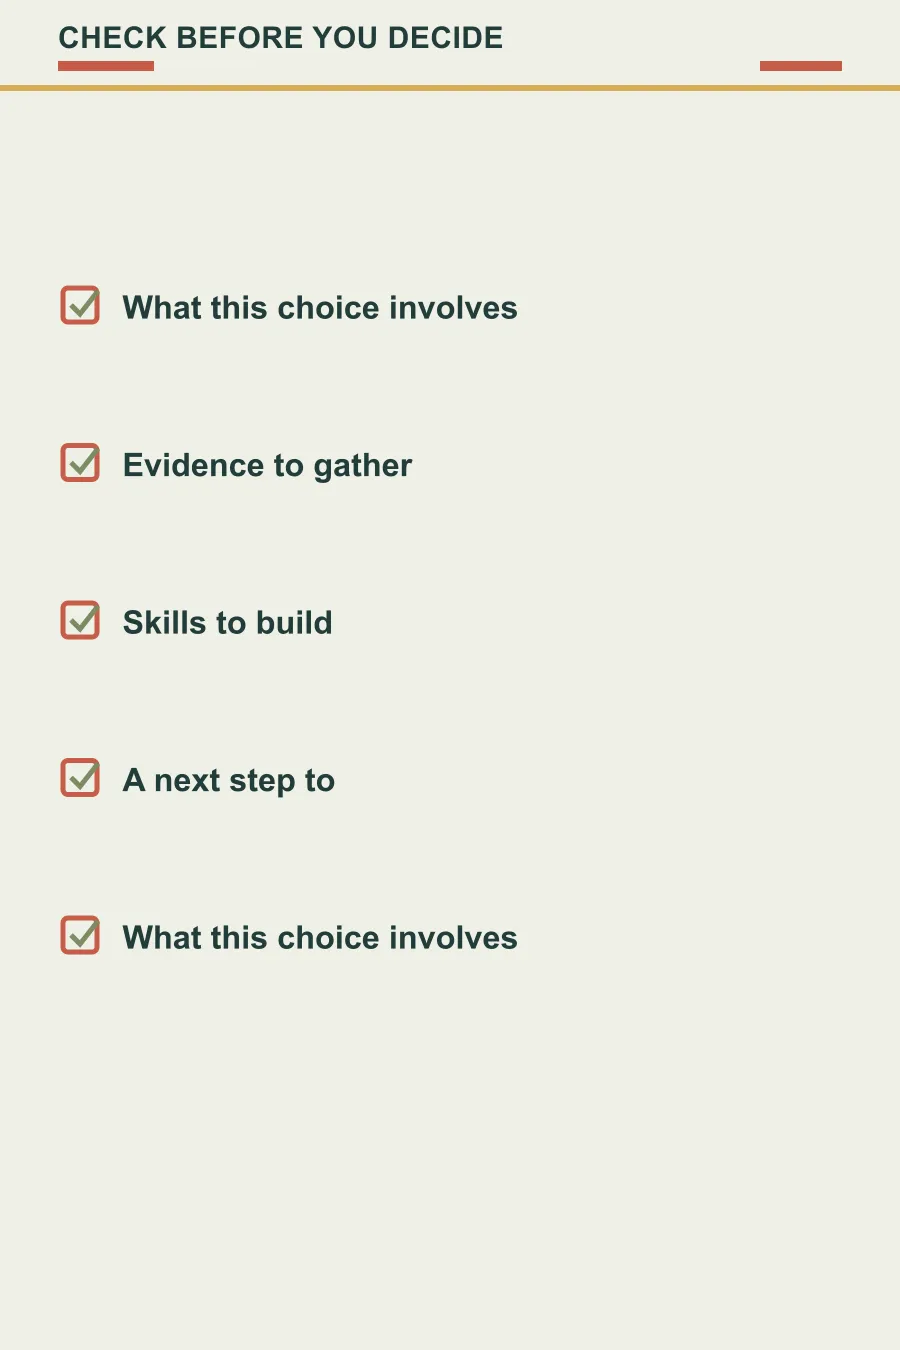 CHECK BEFORE YOU DECIDE
What this choice involves
Evidence to gather
Skills to build
A next step to
What this choice involves